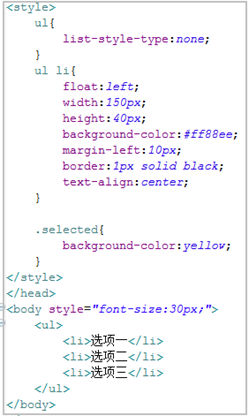 <style>
ul{
list-style-type:none;
}
ul li{
float:left;
width:150px;
height:40px;
background-color:#ff88ee;
margin-left:10px;
border:1px solid black;
text-align:center;
}
.selected{
background-color:yellow;
}
</style>
</head>
<body style="font-size:30px;">
<ul>
<li>选项一</li>
<li>选项二</li>
<li>选项三</li>
</ul>
</body>